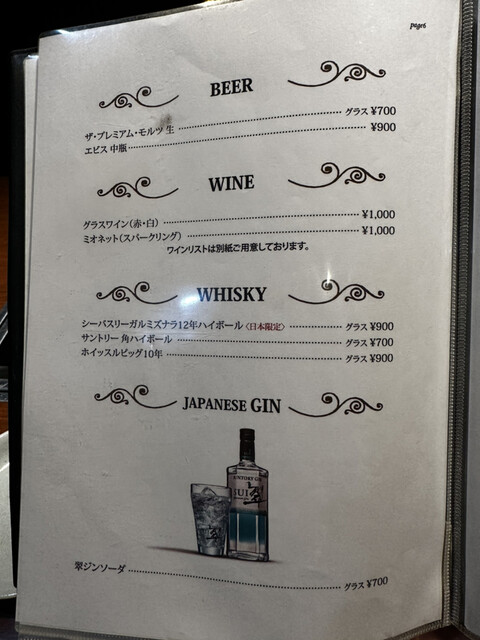 page6
BEER
ザ・プレミアム・モルツ 生 グラス ¥700
エビス 中瓶 ¥900
WINE
グラスワイン(赤・白) ¥1,000
ミオネット(スパークリング) ¥1,000
ワインリストは別紙ご用意しております。
WHISKY
シーバスリーガルミズナラ12年ハイボール〈日本限定〉 グラス ¥900
サントリー 角ハイボール グラス ¥700
ホイッスルピッグ10年 グラス ¥900
JAPANESE GIN
SUNTORY GIN
SUI
翠
翠ジンソーダ グラス ¥700